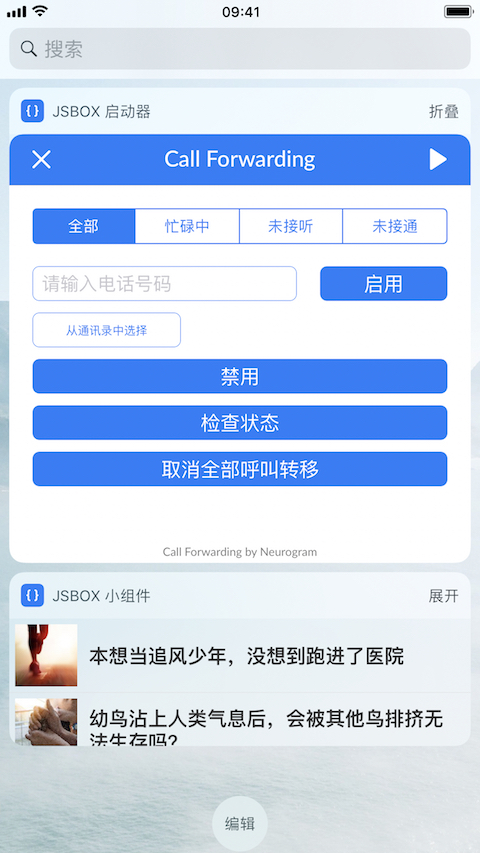 09:41
搜索
{ } JSBOX 启动器 折叠
Call Forwarding
全部 忙碌中 未接听 未接通
请输入电话号码 启用
从通讯录中选择
禁用
检查状态
取消全部呼叫转移
Call Forwarding by Neurogram
{ } JSBOX 小组件 展开
本想当追风少年，没想到跑进了医院
幼鸟沾上人类气息后，会被其他鸟排挤无
法生存吗？
编辑